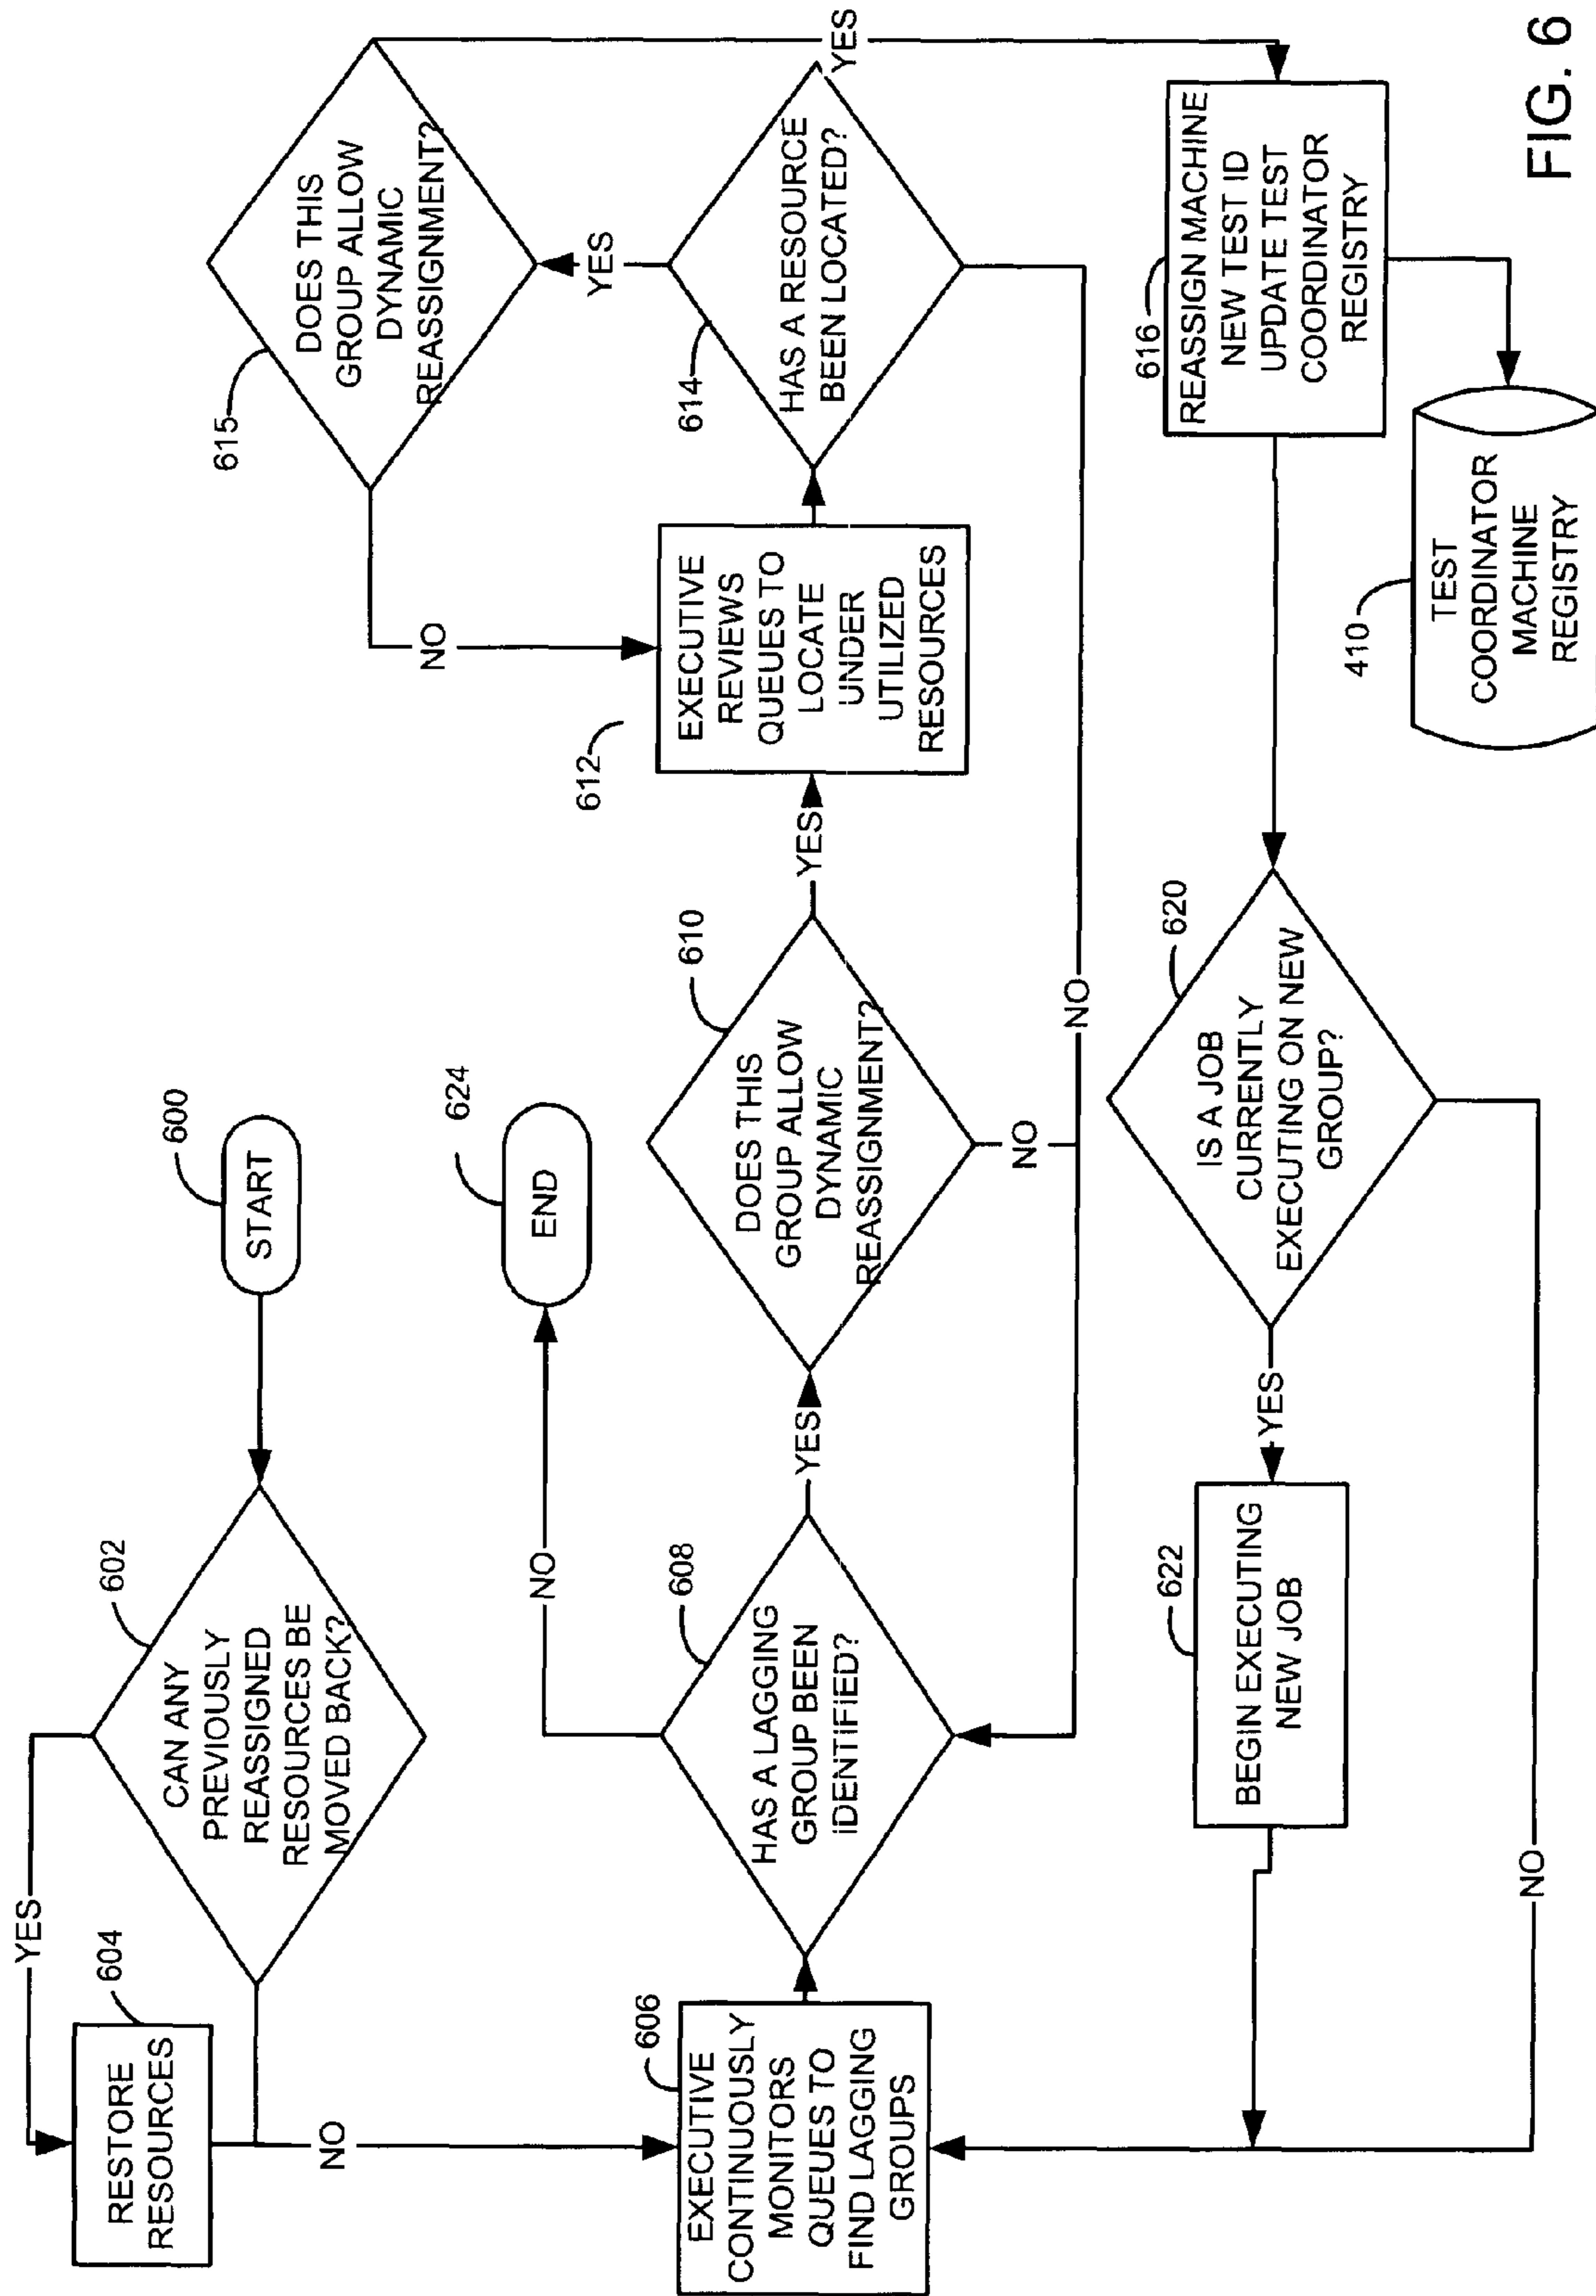 600
START
602
CAN ANY
PREVIOUSLY
REASSIGNED
RESOURCES BE
MOVED BACK?
YES
604
RESTORE
RESOURCES
NO
606
EXECUTIVE
CONTINUOUSLY
MONITORS
QUEUES TO
FIND LAGGING
GROUPS
608
HAS A LAGGING
GROUP BEEN
IDENTIFIED?
NO
624
END
YES
610
DOES THIS
GROUP ALLOW
DYNAMIC
REASSIGNMENT?
NO
YES
612
EXECUTIVE
REVIEWS
QUEUES TO
LOCATE
UNDER
UTILIZED
RESOURCES
614
HAS A RESOURCE
BEEN LOCATED?
NO
YES
615
DOES THIS
GROUP ALLOW
DYNAMIC
REASSIGNMENT?
NO
YES
616
REASSIGN MACHINE
NEW TEST ID
UPDATE TEST
COORDINATOR
REGISTRY
410
TEST
COORDINATOR
MACHINE
REGISTRY
620
IS A JOB
CURRENTLY
EXECUTING ON NEW
GROUP?
YES
622
BEGIN EXECUTING
NEW JOB
NO
FIG. 6